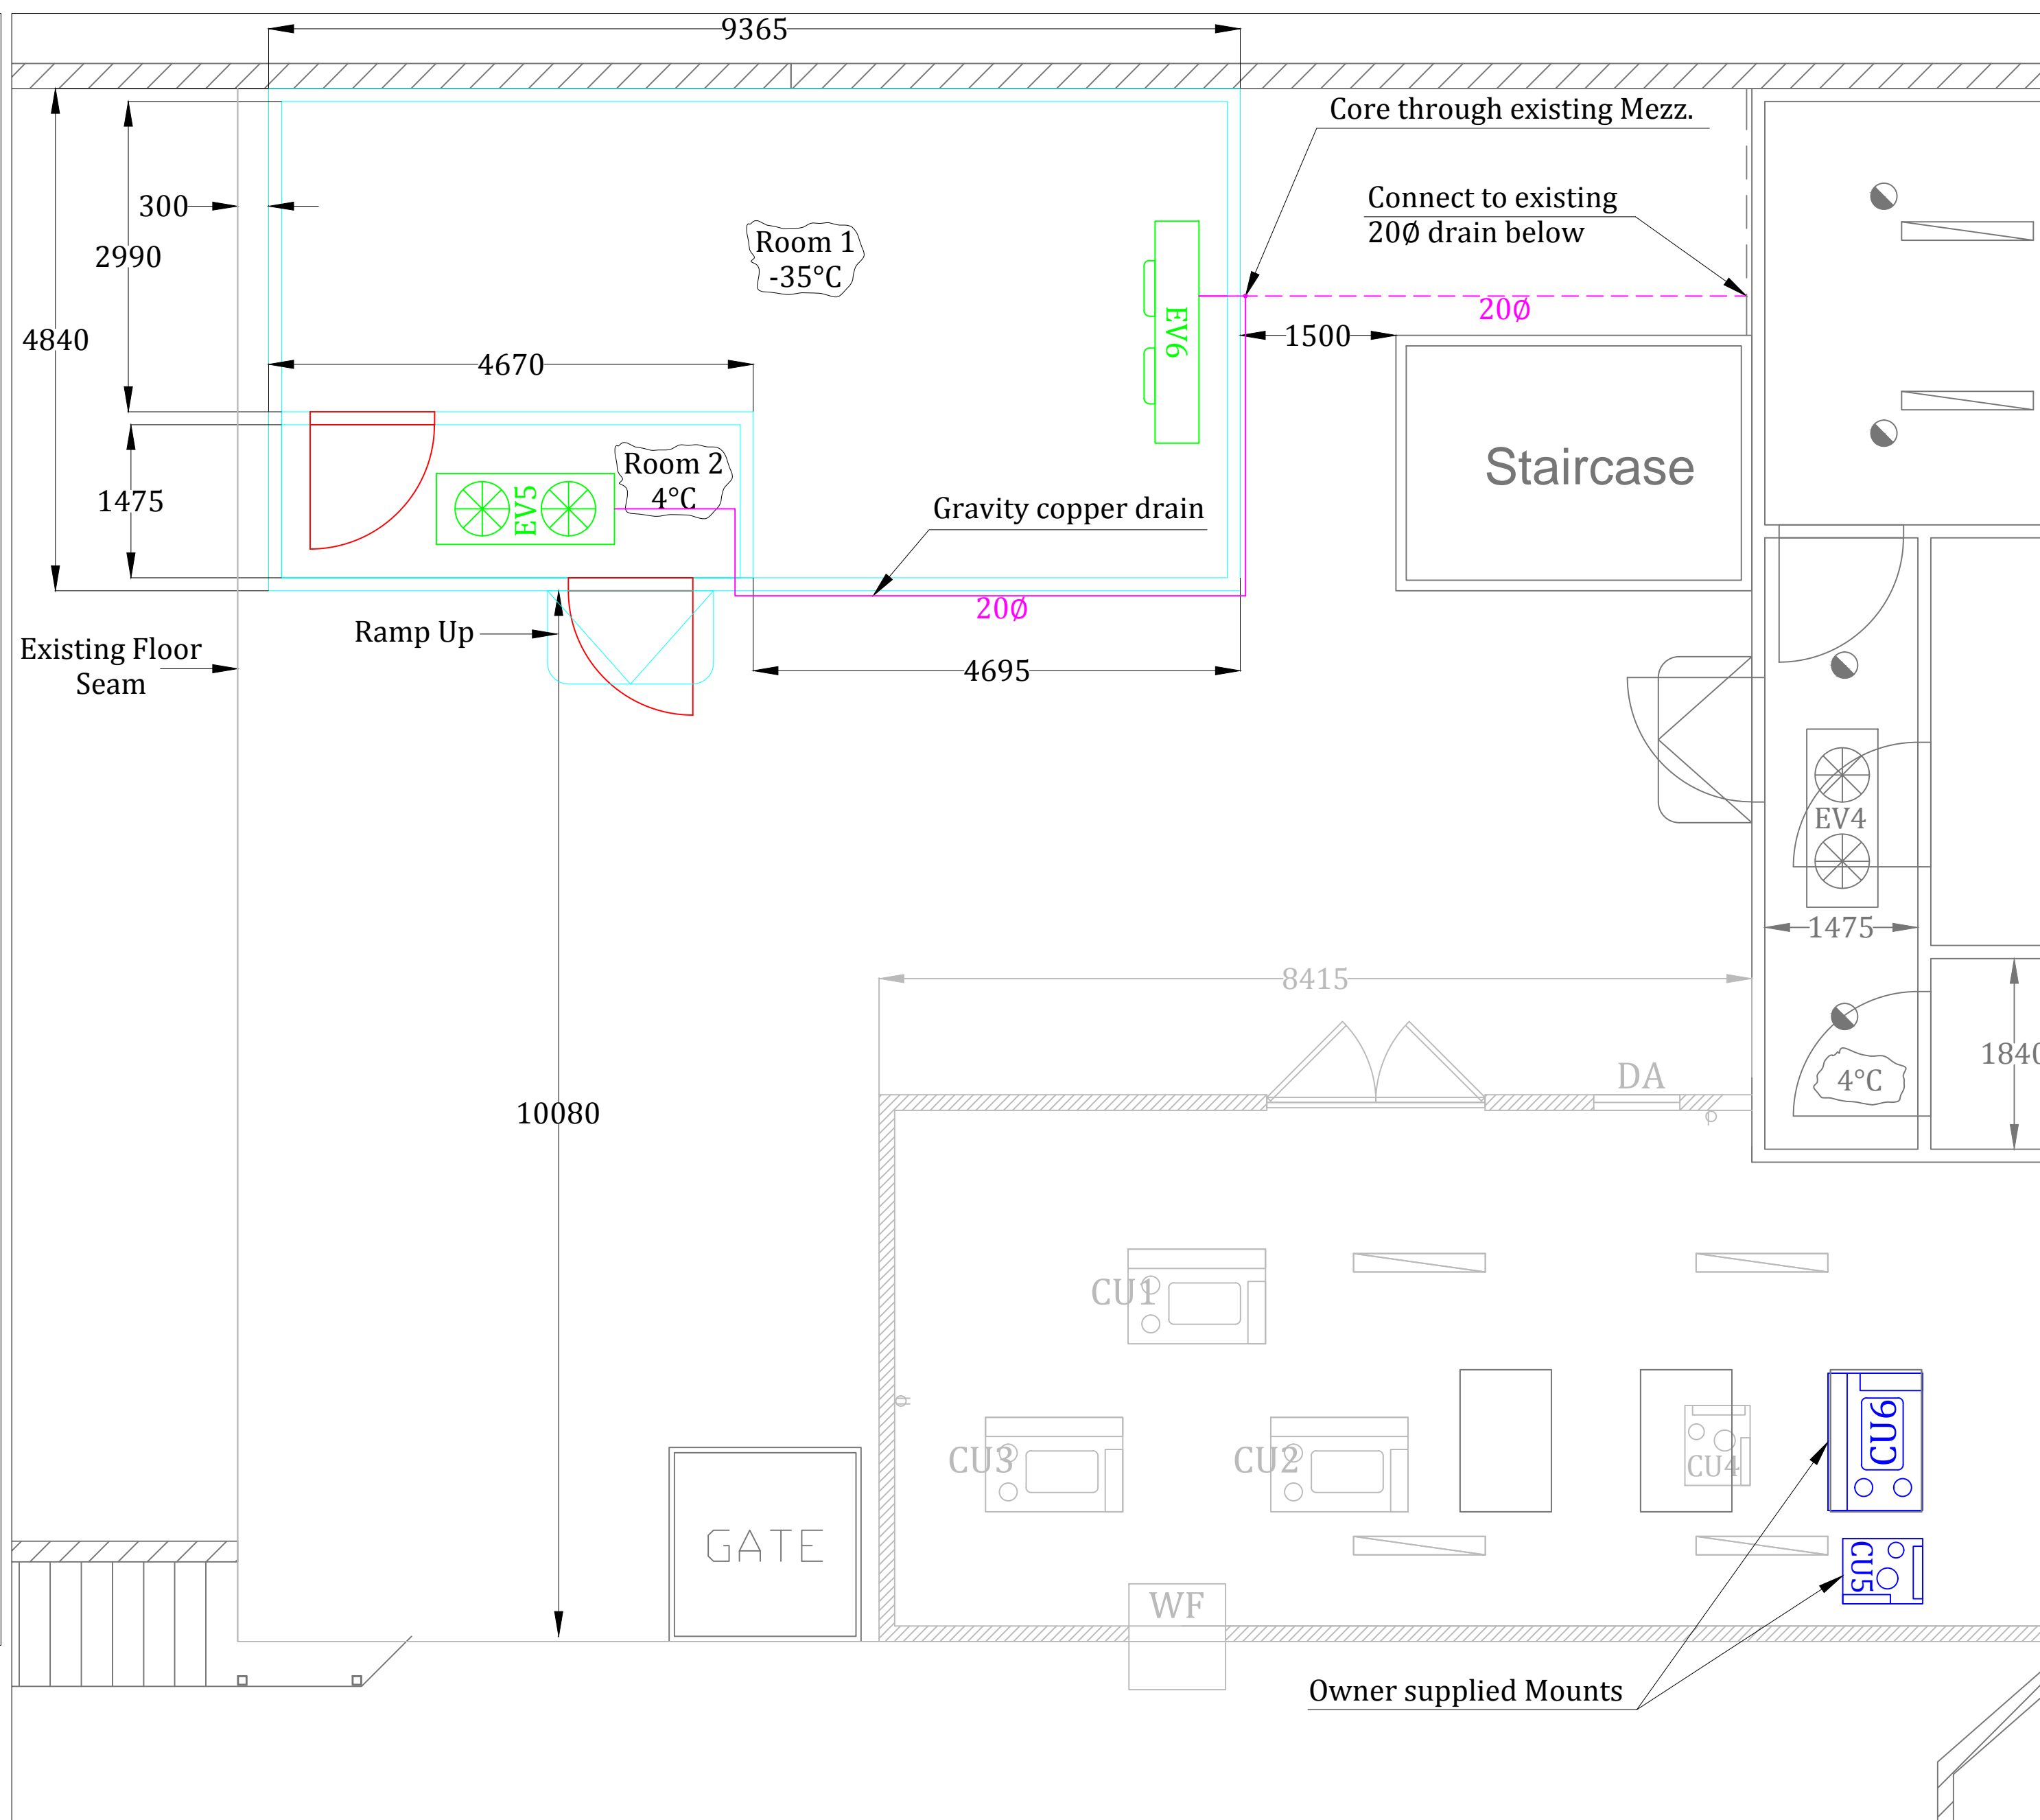 9365
Core through existing Mezz.
300
Connect to existing
20Ø drain below
2990
Room 1
-35°C
20Ø
EV6
1500
4840
4670
Staircase
Room 2
4°C
EV5
1475
Gravity copper drain
20Ø
Ramp Up
Existing Floor
Seam
4695
EV4
1475
8415
1840
DA
4°C
10080
CU1
CU6
CU3
CU2
CU4
GATE
CU5
WF
Owner supplied Mounts